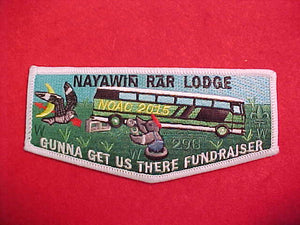 NAYAWIN RAR LODGE
NOAC 2015
W W W
296
GUNNA GET US THERE FUNDRAISER